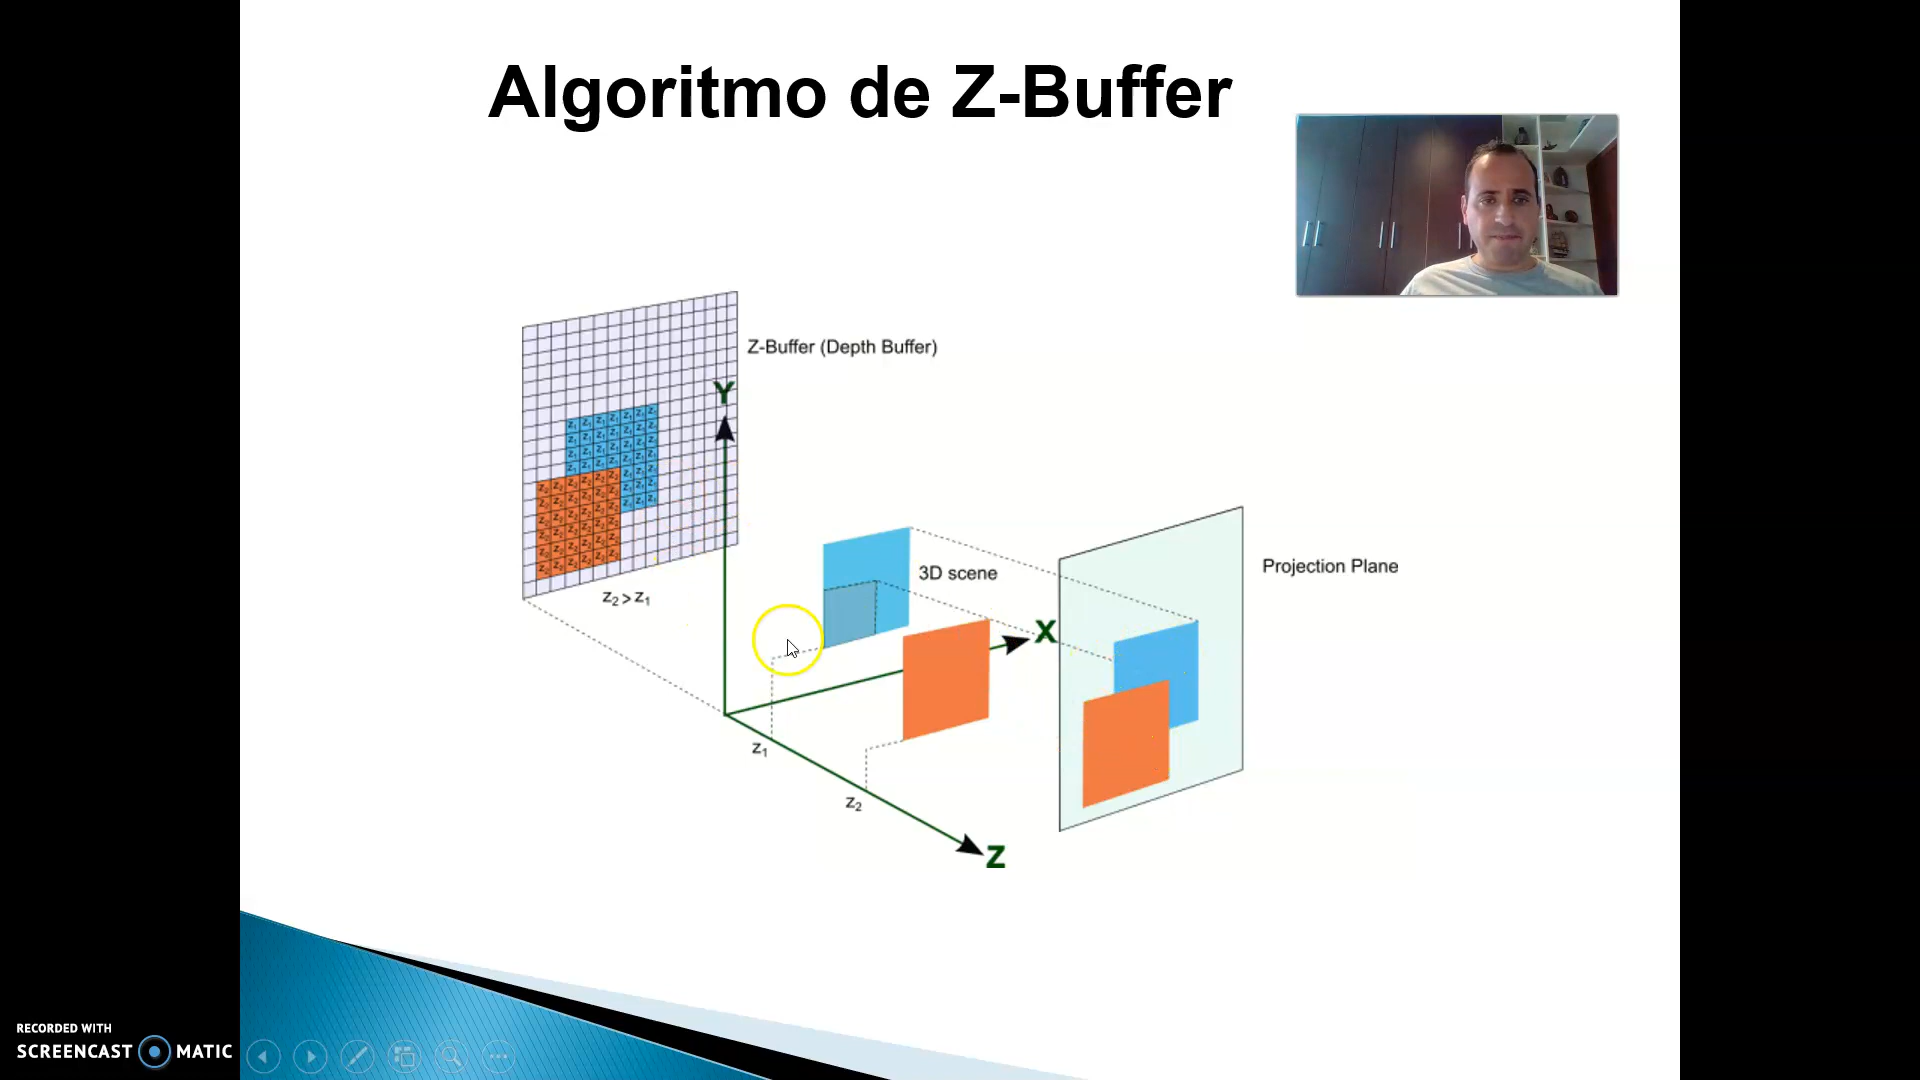 Algoritmo de Z-Buffer
Z-Buffer (Depth Buffer)
Y
z₂ > z₁
3D scene
Projection Plane
X
z₁
z₂
Z
RECORDED WITH
SCREENCAST MATIC